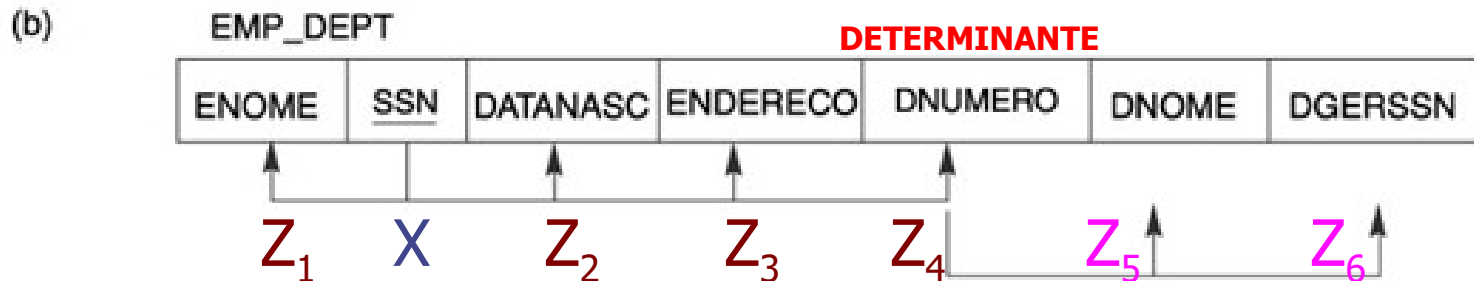 (b) EMP_DEPT DETERMINANTE
ENOME SSN DATANASC ENDERECO DNUMERO DNOME DGERSSN
Z1 X Z2 Z3 Z4 Z5 Z6